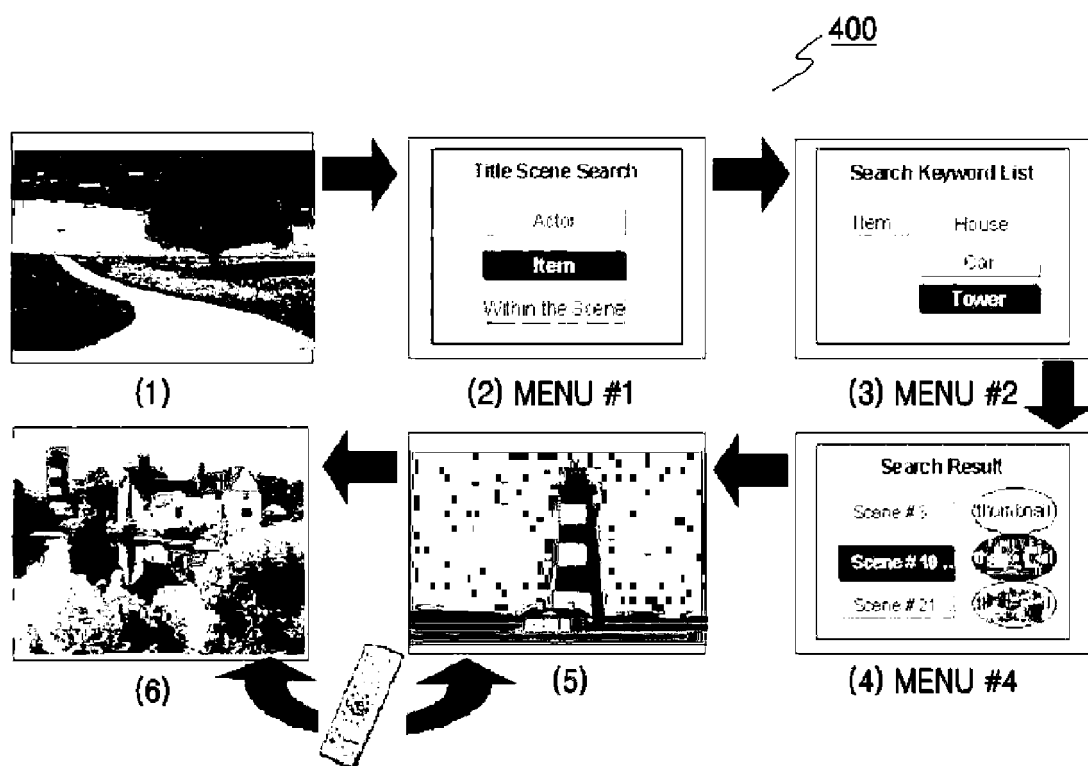 400
Title Scene Search
Actor
Item
Within the Scene
Search Keyword List
Item House
Car
Tower
(1)
(2) MENU #1
(3) MENU #2
Search Result
Scene #
(thumbnail)
Scene # 10 ..
Scene # 21
(6)
(5)
(4) MENU #4